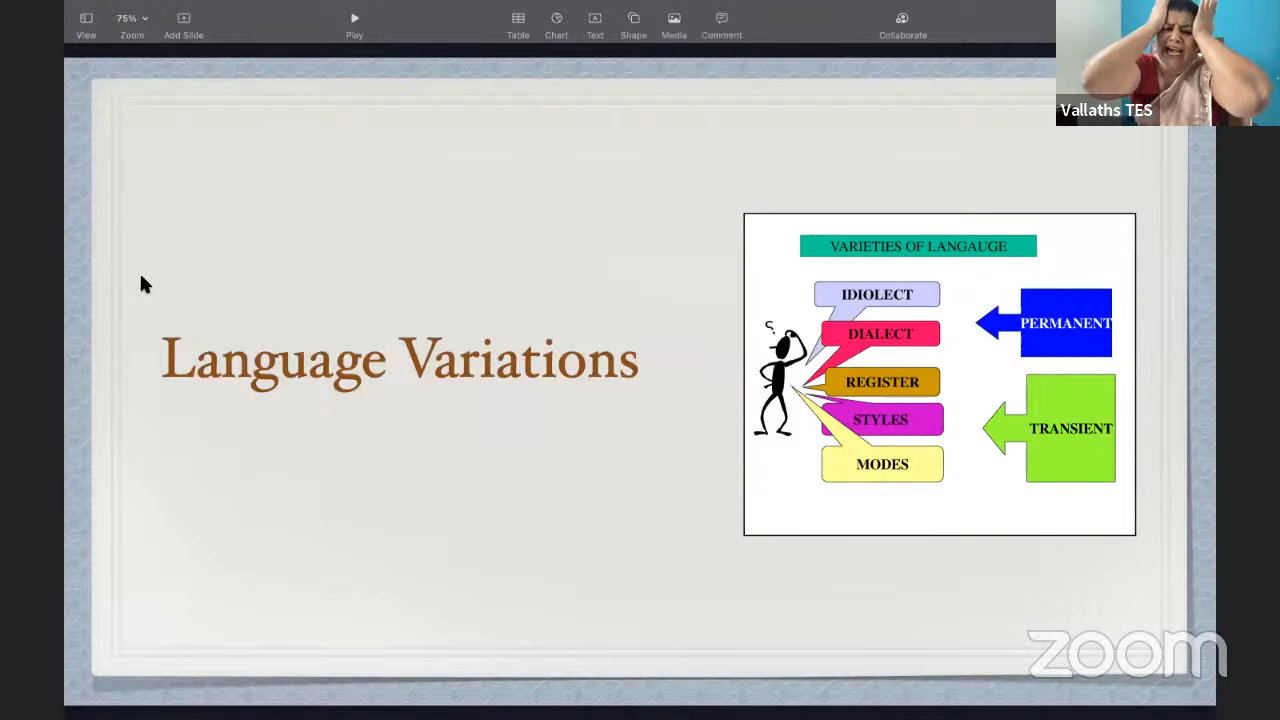 75%
View
Zoom
Add Slide
Play
Table
Chart
Text
Shape
Media
Comment
Collaborate
Vallaths TES
Language Variations
VARIETIES OF LANGAUGE
?
IDIOLECT
DIALECT
REGISTER
STYLES
MODES
PERMANENT
TRANSIENT
zoom